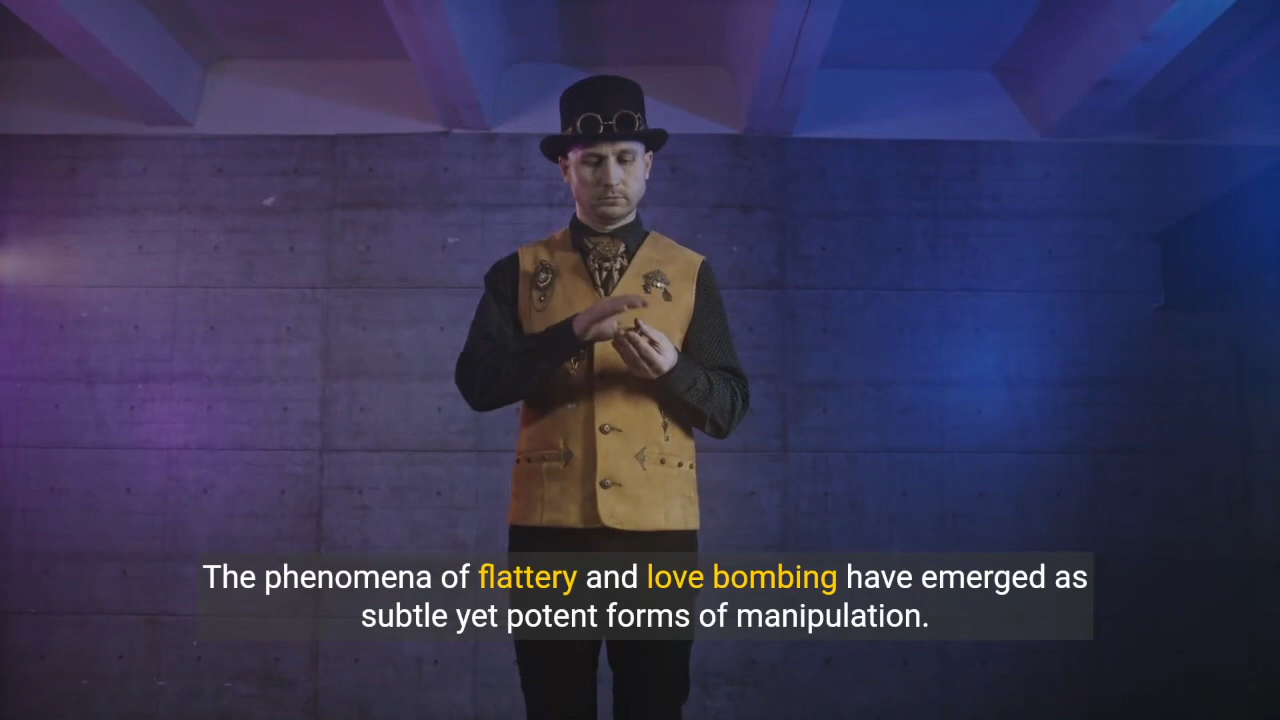 The phenomena of flattery and love bombing have emerged as
subtle yet potent forms of manipulation.